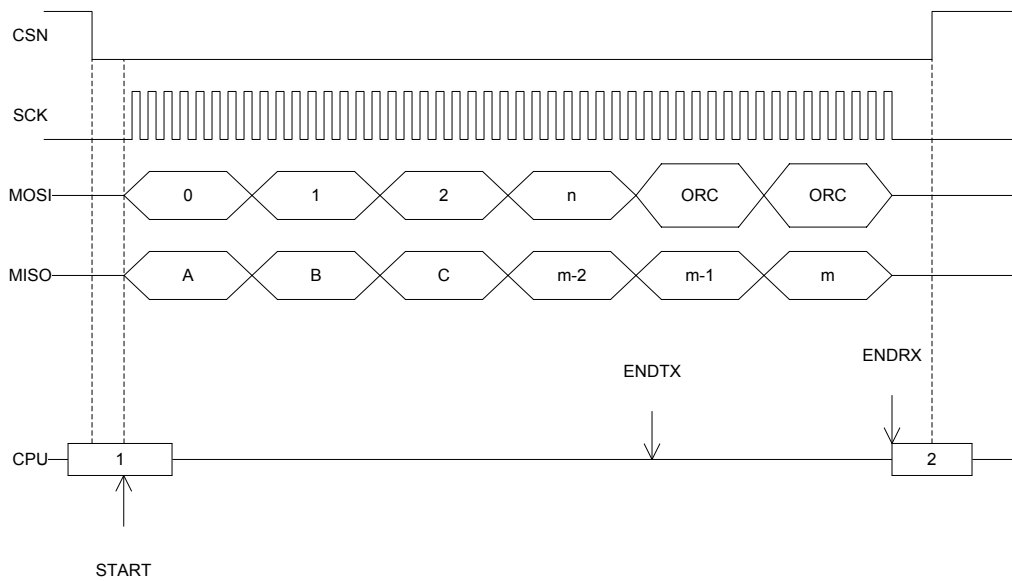 CSN
SCK
MOSI 0 1 2 n ORC ORC
MISO A B C m-2 m-1 m
ENDTX
ENDRX
CPU 1 2
START